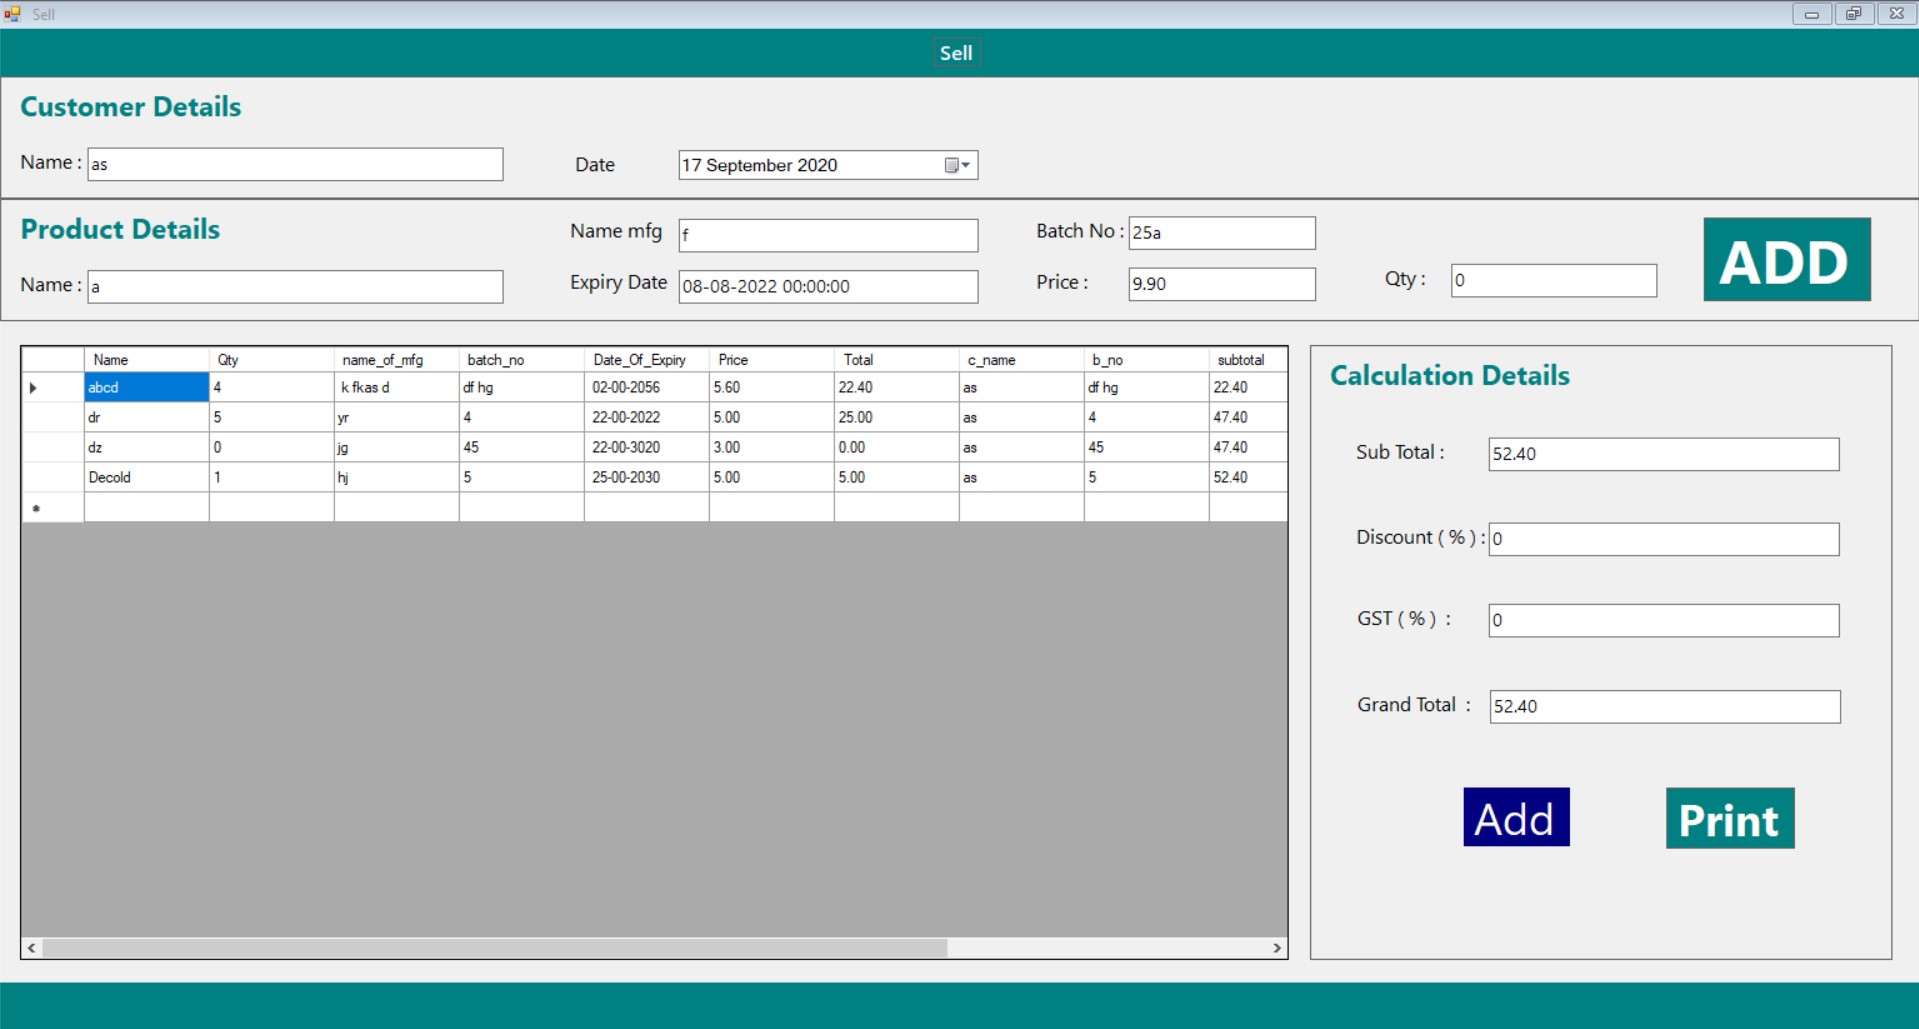 Sell
Sell
Customer Details
Name : as Date 17 September 2020
Product Details Name mfg f Batch No : 25a ADD
Name : a Expiry Date 08-08-2022 00:00:00 Price : 9.90 Qty : 0
Name Qty name_of_mfg batch_no Date_Of_Expiry Price Total c_name b_no subtotal
abcd 4 k fkas d df hg 02-00-2056 5.60 22.40 as df hg 22.40
dr 5 yr 4 22-00-2022 5.00 25.00 as 4 47.40
dz 0 jg 45 22-00-3020 3.00 0.00 as 45 47.40
Decold 1 hj 5 25-00-2030 5.00 5.00 as 5 52.40
Calculation Details
Sub Total : 52.40
Discount ( % ) : 0
GST ( % ) : 0
Grand Total : 52.40
Add Print